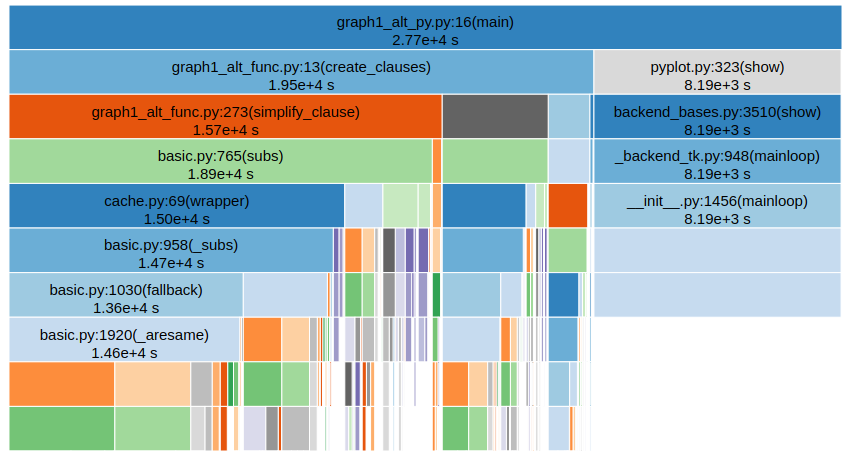 graph1_alt_py.py:16(main)
2.77e+4 s
graph1_alt_func.py:13(create_clauses)
1.95e+4 s
pyplot.py:323(show)
8.19e+3 s
graph1_alt_func.py:273(simplify_clause)
1.57e+4 s
backend_bases.py:3510(show)
8.19e+3 s
basic.py:765(subs)
1.89e+4 s
_backend_tk.py:948(mainloop)
8.19e+3 s
cache.py:69(wrapper)
1.50e+4 s
__init__.py:1456(mainloop)
8.19e+3 s
basic.py:958(_subs)
1.47e+4 s
basic.py:1030(fallback)
1.36e+4 s
basic.py:1920(_aresame)
1.46e+4 s